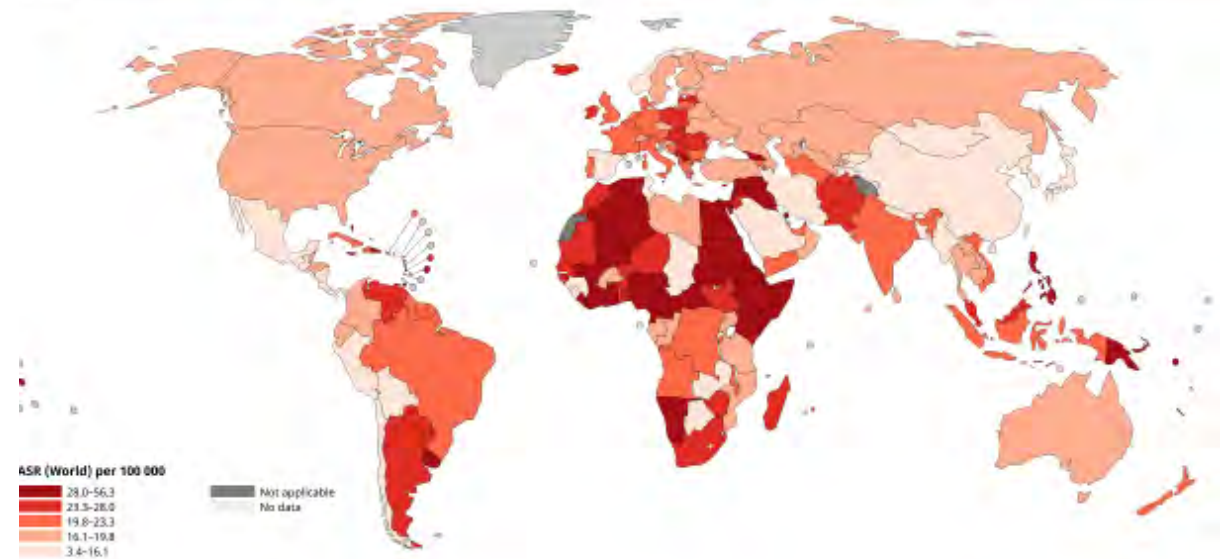 ASR (World) per 100 000
28.0–56.3
23.3–28.0
19.8–23.3
16.1–19.8
3.4–16.1
Not applicable
No data